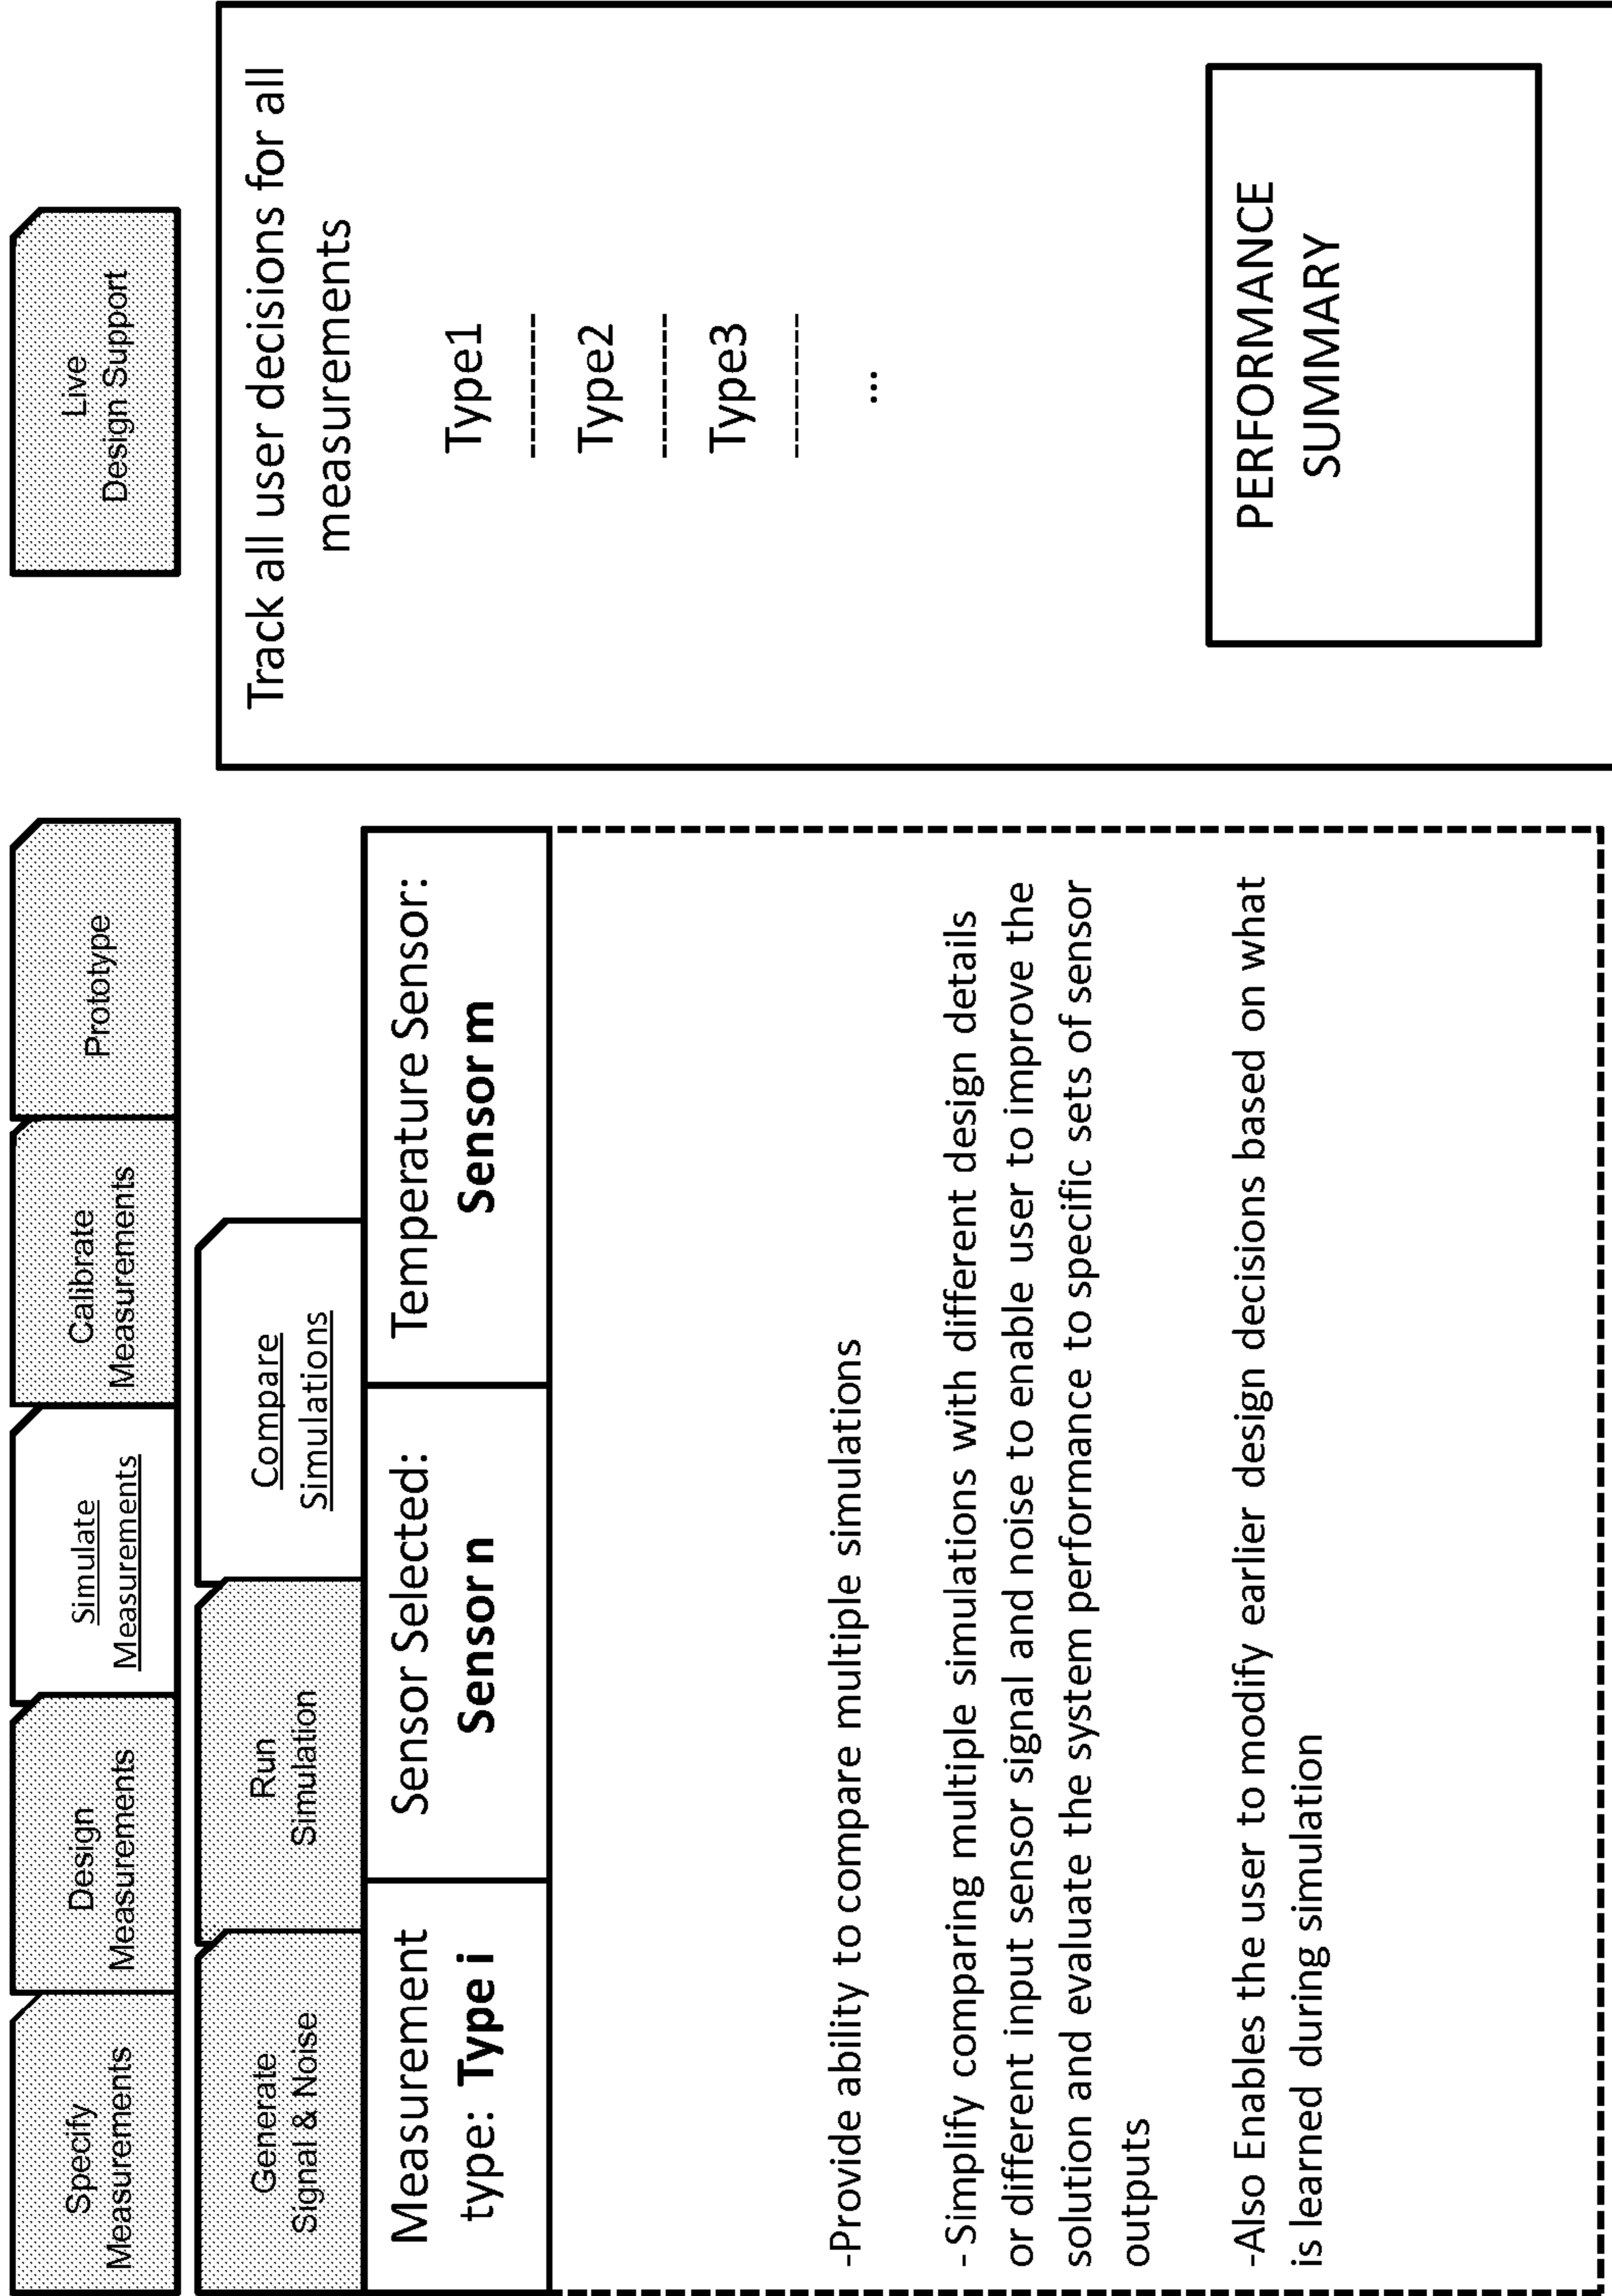 Specify
Measurements
Design
Measurements
Simulate
Measurements
Calibrate
Measurements
Prototype
Live
Design Support
Generate
Signal & Noise
Run
Simulation
Compare
Simulations
Measurement
type: Type i
Sensor Selected:
Sensor n
Temperature Sensor:
Sensor m
-Provide ability to compare multiple simulations
- Simplify comparing multiple simulations with different design details
or different input sensor signal and noise to enable user to improve the
solution and evaluate the system performance to specific sets of sensor
outputs
-Also Enables the user to modify earlier design decisions based on what
is learned during simulation
Track all user decisions for all
measurements
Type1
Type2
Type3
...
PERFORMANCE
SUMMARY